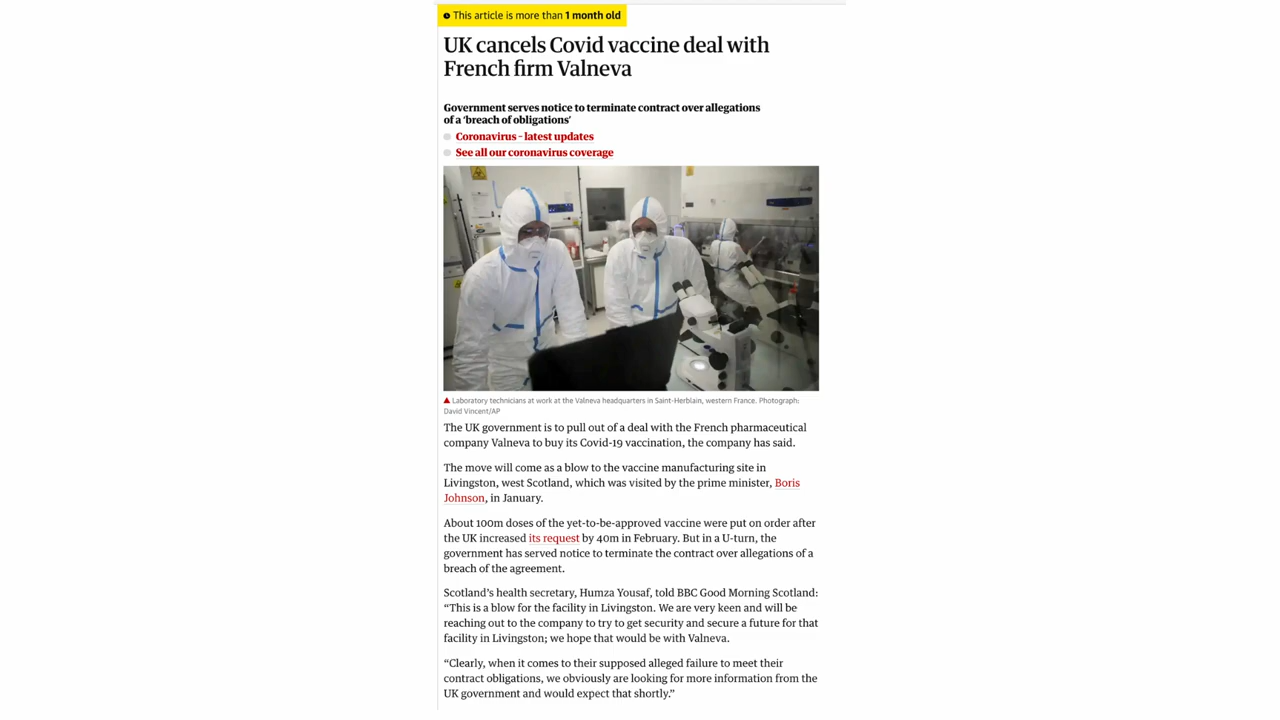 This article is more than 1 month old
UK cancels Covid vaccine deal with
French firm Valneva
Government serves notice to terminate contract over allegations
of a ‘breach of obligations’
Coronavirus – latest updates
See all our coronavirus coverage
Laboratory technicians at work at the Valneva headquarters in Saint-Herblain, western France. Photograph:
David Vincent/AP
The UK government is to pull out of a deal with the French pharmaceutical
company Valneva to buy its Covid-19 vaccination, the company has said.
The move will come as a blow to the vaccine manufacturing site in
Livingston, west Scotland, which was visited by the prime minister, Boris
Johnson, in January.
About 100m doses of the yet-to-be-approved vaccine were put on order after
the UK increased its request by 40m in February. But in a U-turn, the
government has served notice to terminate the contract over allegations of a
breach of the agreement.
Scotland’s health secretary, Humza Yousaf, told BBC Good Morning Scotland:
“This is a blow for the facility in Livingston. We are very keen and will be
reaching out to the company to try to get security and secure a future for that
facility in Livingston; we hope that would be with Valneva.
“Clearly, when it comes to their supposed alleged failure to meet their
contract obligations, we obviously are looking for more information from the
UK government and would expect that shortly.”